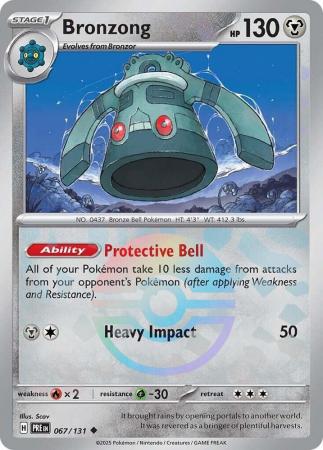 STAGE 1
Bronzong
HP 130
Evolves from Bronzor
NO. 0437. Bronze Bell Pokémon HT: 4'3" WT: 412.3 lbs.
Ability Protective Bell
All of your Pokémon take 10 less damage from attacks
from your opponent's Pokémon (after applying Weakness
and Resistance).
Heavy Impact 50
weakness ×2 resistance -30 retreat
Illus. Scav
H PRE EN 067/131
It brought rains by opening portals to another
world. It was revered as a bringer of
plentiful harvests.
©2025 Pokémon / Nintendo / Creatures / GAME FREAK